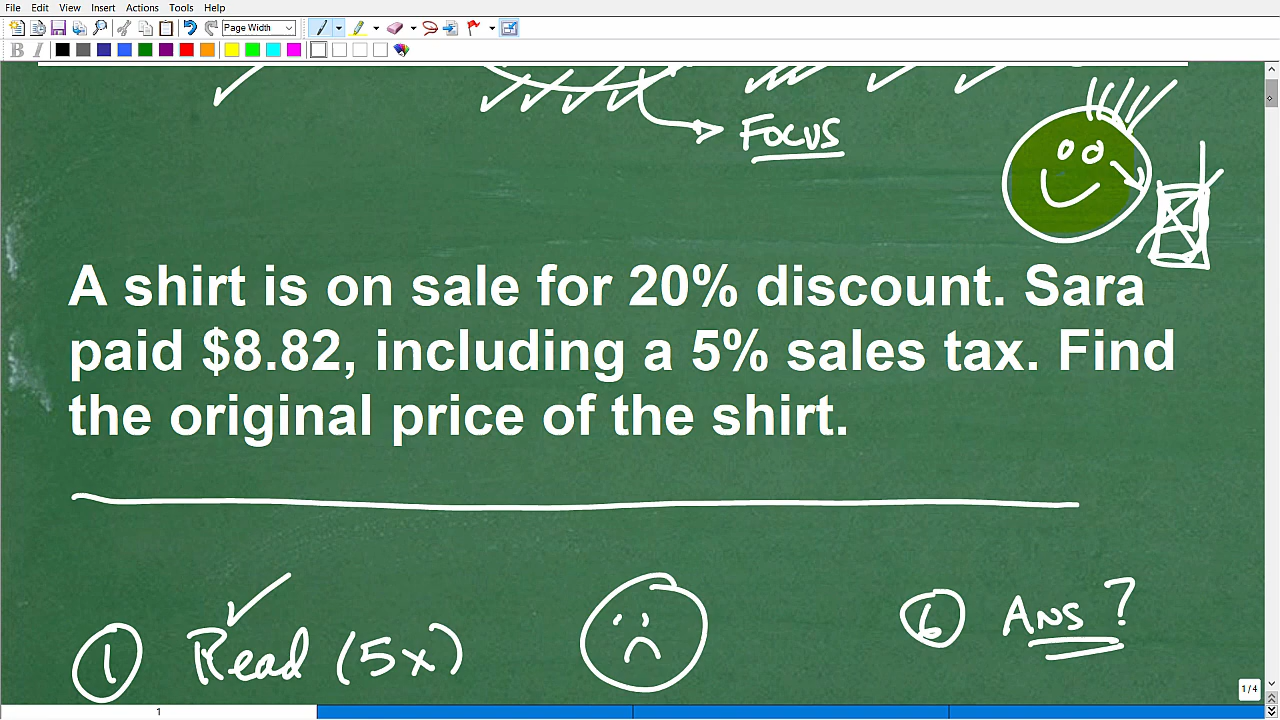 File Edit View Insert Actions Tools Help
Page Width
B I
FOCUS
A shirt is on sale for 20% discount. Sara
paid $8.82, including a 5% sales tax. Find
the original price of the shirt.
1 Read (5x)
6 Ans ?
1/4
1